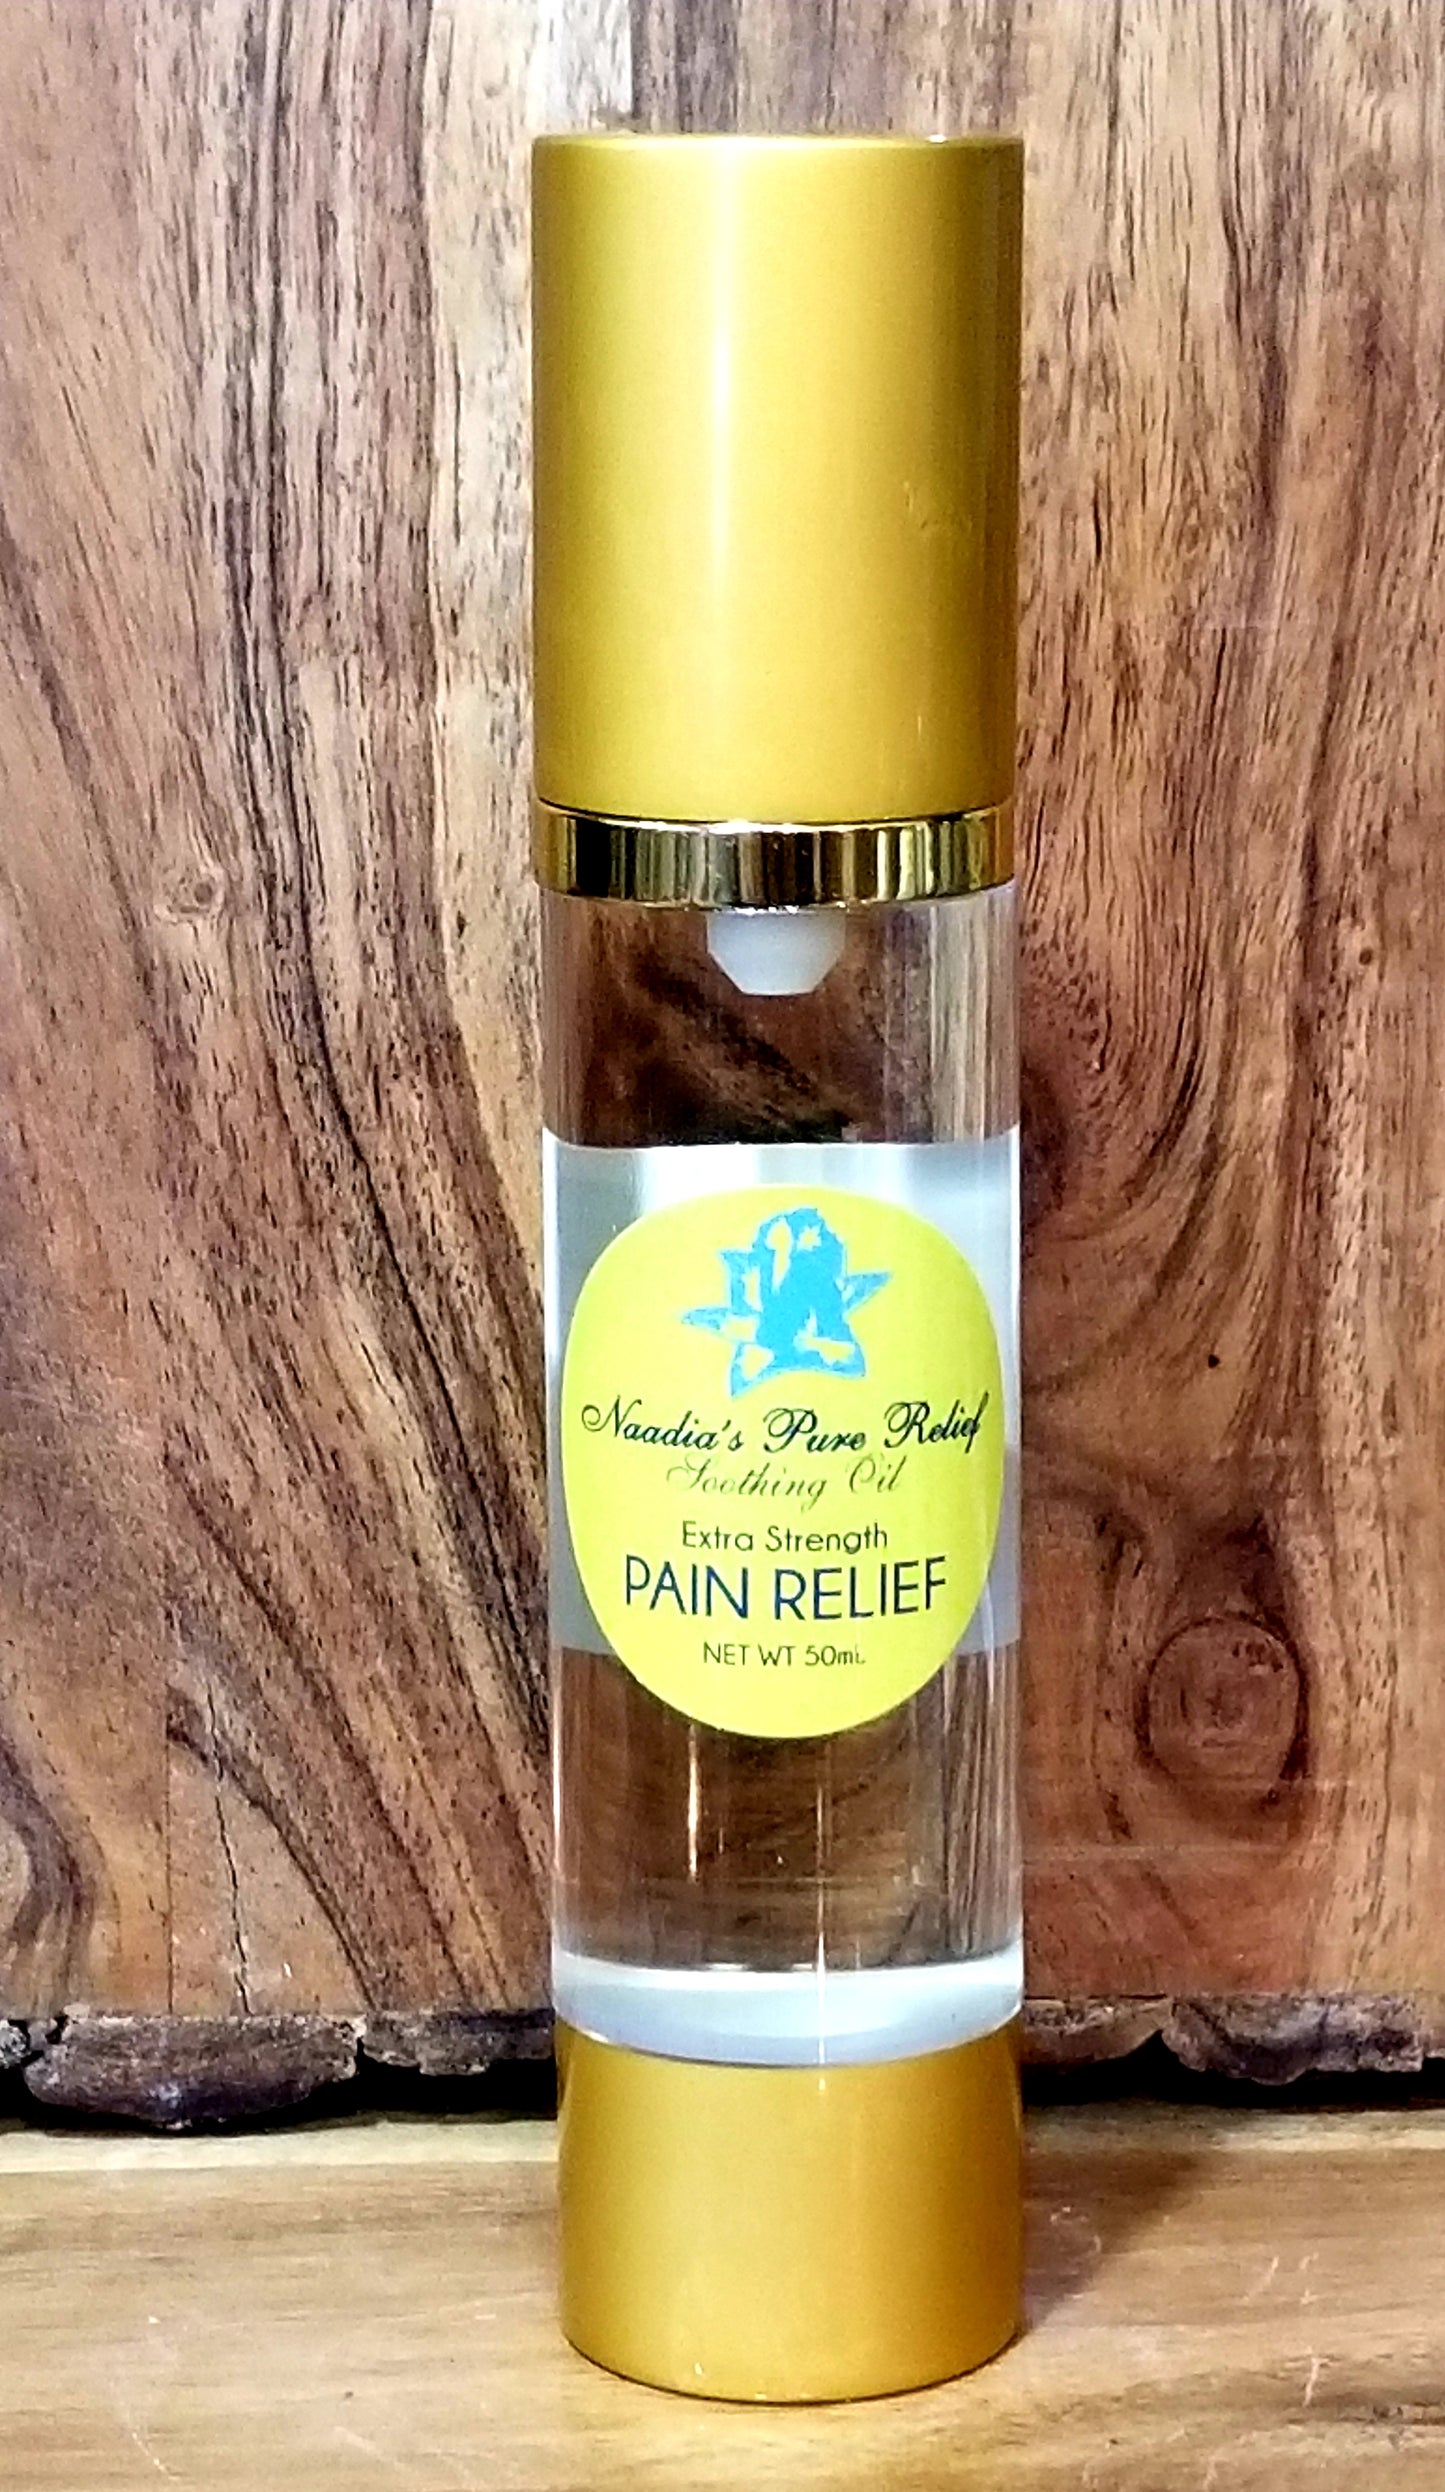 Naadia's Pure Relief
Soothing Oil
Extra Strength
PAIN RELIEF
NET WT 50mL